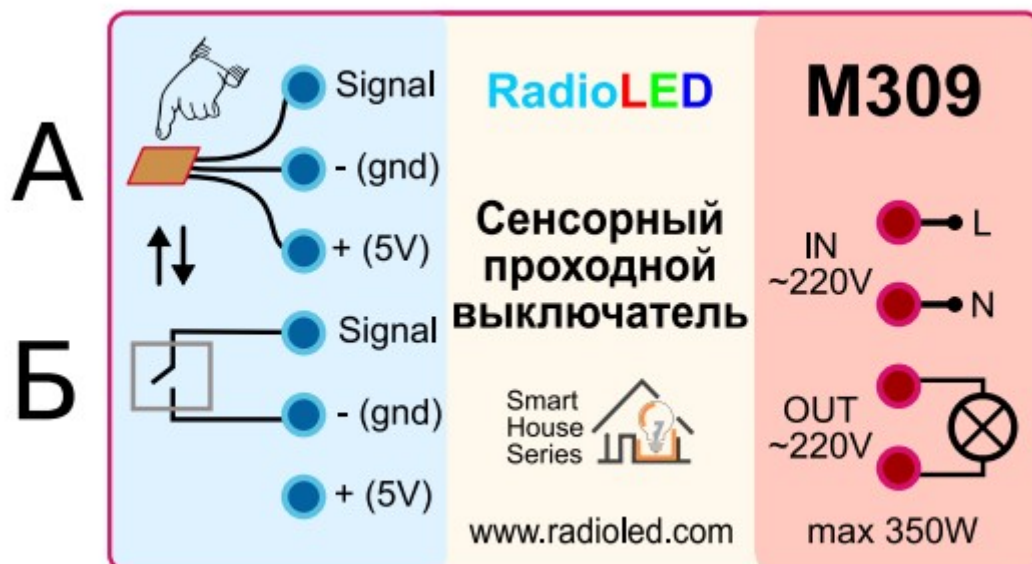 А
Signal
- (gnd)
+ (5V)
Б
Signal
- (gnd)
+ (5V)
RadioLED
Сенсорный
проходной
выключатель
Smart
House
Series
www.radioled.com
M309
IN
~220V
L
N
OUT
~220V
max 350W